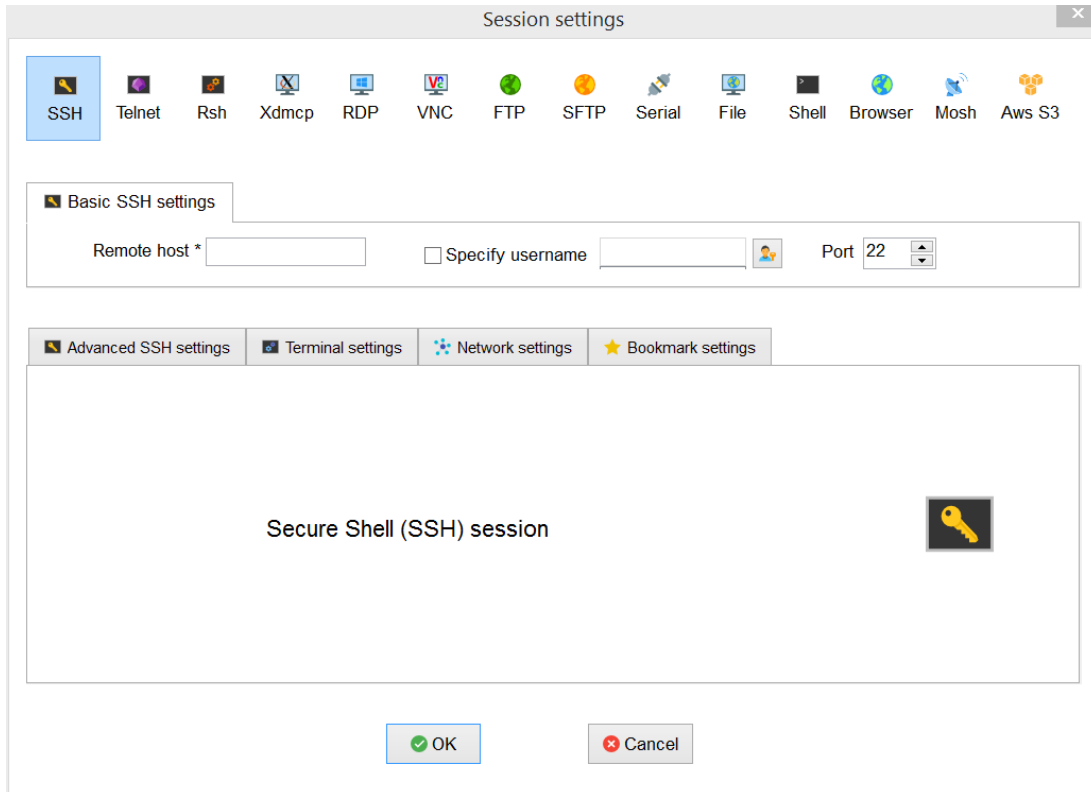 Session settings
SSH Telnet Rsh Xdmcp RDP VNC FTP SFTP Serial File Shell Browser Mosh Aws S3
Basic SSH settings
Remote host * Specify username Port 22
Advanced SSH settings Terminal settings Network settings Bookmark settings
Secure Shell (SSH) session
OK Cancel